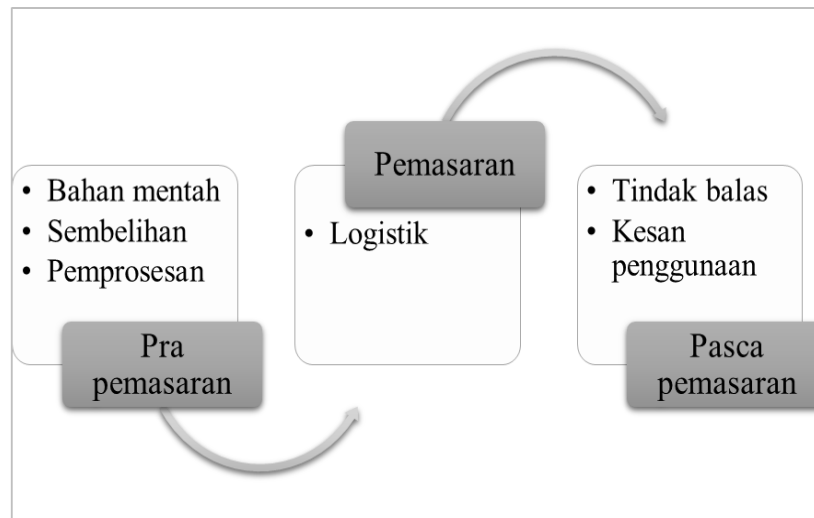 • Bahan mentah
• Sembelihan
• Pemprosesan
Pra
pemasaran
Pemasaran
• Logistik
• Tindak balas
• Kesan
penggunaan
Pasca
pemasaran